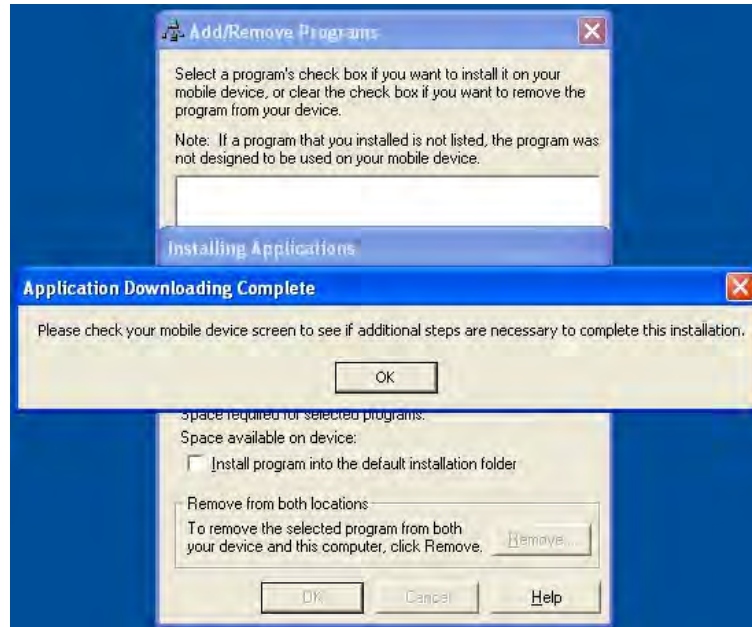 Add/Remove Programs
Select a program's check box if you want to install it on your
mobile device, or clear the check box if you want to remove the
program from your device.
Note: If a program that you installed is not listed, the program was
not designed to be used on your mobile device.
Installing Applications
Application Downloading Complete
Please check your mobile device screen to see if additional steps are necessary to complete this installation.
OK
Space required for selected programs:
Space available on device:
Install program into the default installation folder
Remove from both locations
To remove the selected program from both
your device and this computer, click Remove.
Remove...
OK Cancel Help